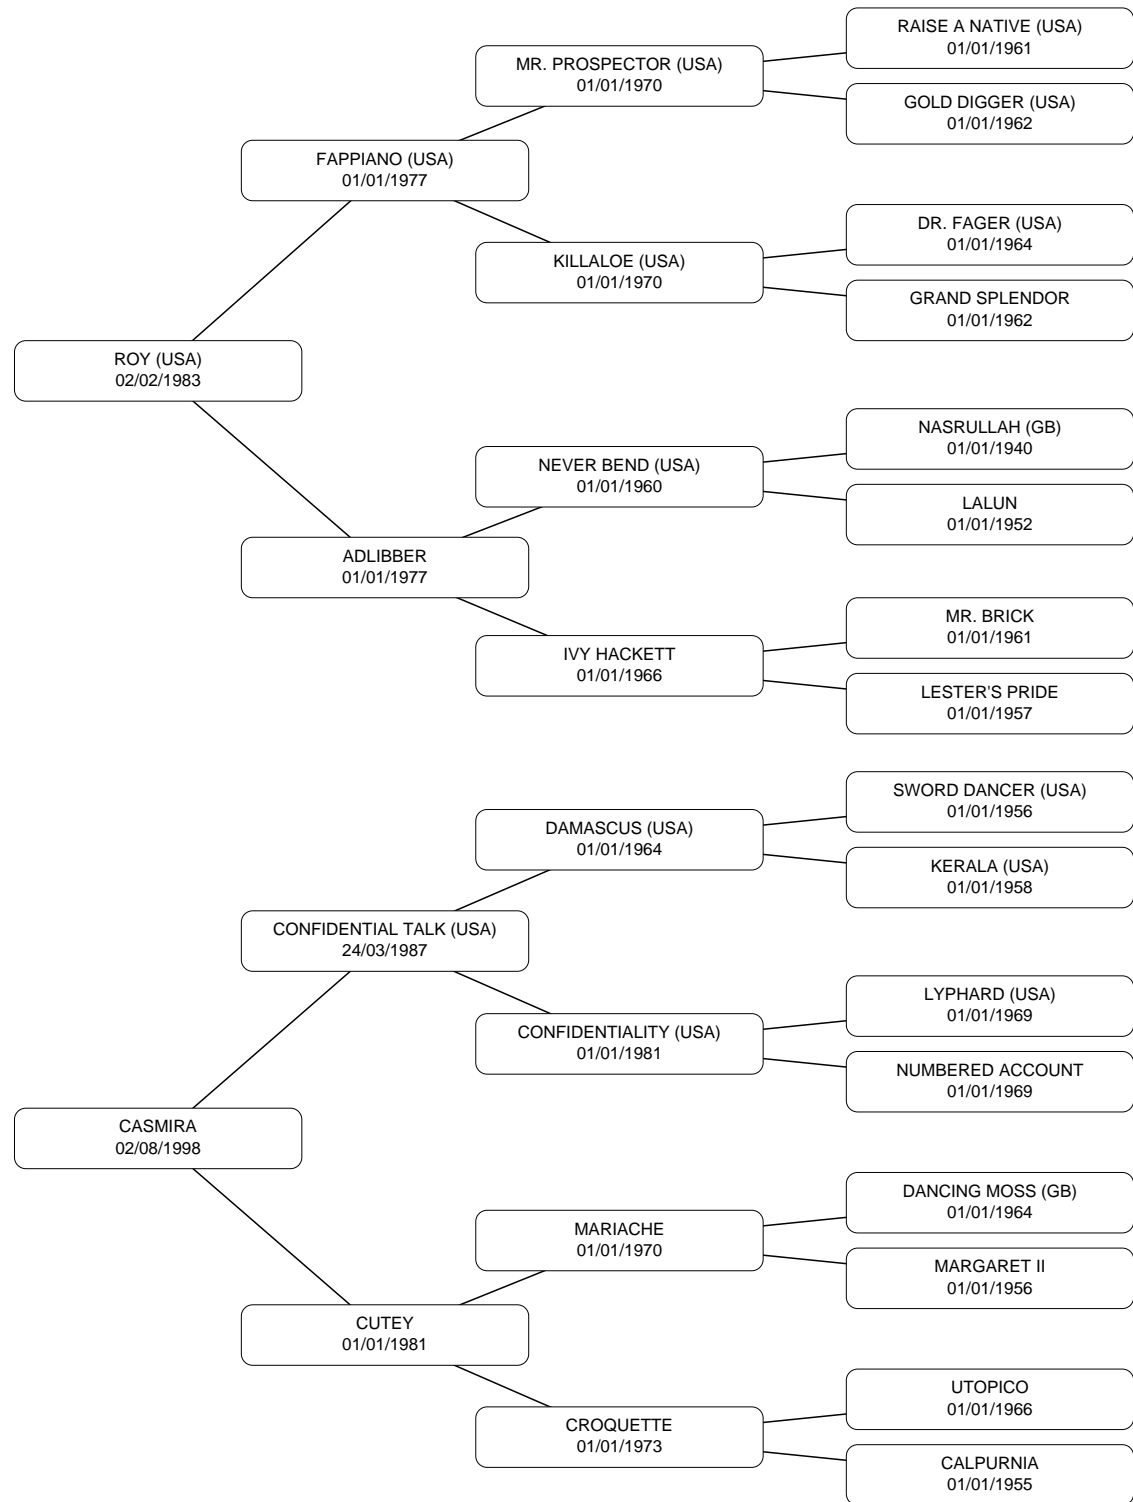 RAISE A NATIVE (USA)
01/01/1961
MR. PROSPECTOR (USA)
01/01/1970
GOLD DIGGER (USA)
01/01/1962
FAPPIANO (USA)
01/01/1977
DR. FAGER (USA)
01/01/1964
KILLALOE (USA)
01/01/1970
GRAND SPLENDOR
01/01/1962
ROY (USA)
02/02/1983
NASRULLAH (GB)
01/01/1940
NEVER BEND (USA)
01/01/1960
LALUN
01/01/1952
ADLIBBER
01/01/1977
MR. BRICK
01/01/1961
IVY HACKETT
01/01/1966
LESTER'S PRIDE
01/01/1957
SWORD DANCER (USA)
01/01/1956
DAMASCUS (USA)
01/01/1964
KERALA (USA)
01/01/1958
CONFIDENTIAL TALK (USA)
24/03/1987
LYPHARD (USA)
01/01/1969
CONFIDENTIALITY (USA)
01/01/1981
NUMBERED ACCOUNT
01/01/1969
CASMIRA
02/08/1998
DANCING MOSS (GB)
01/01/1964
MARIACHE
01/01/1970
MARGARET II
01/01/1956
CUTEY
01/01/1981
UTOPICO
01/01/1966
CROQUETTE
01/01/1973
CALPURNIA
01/01/1955